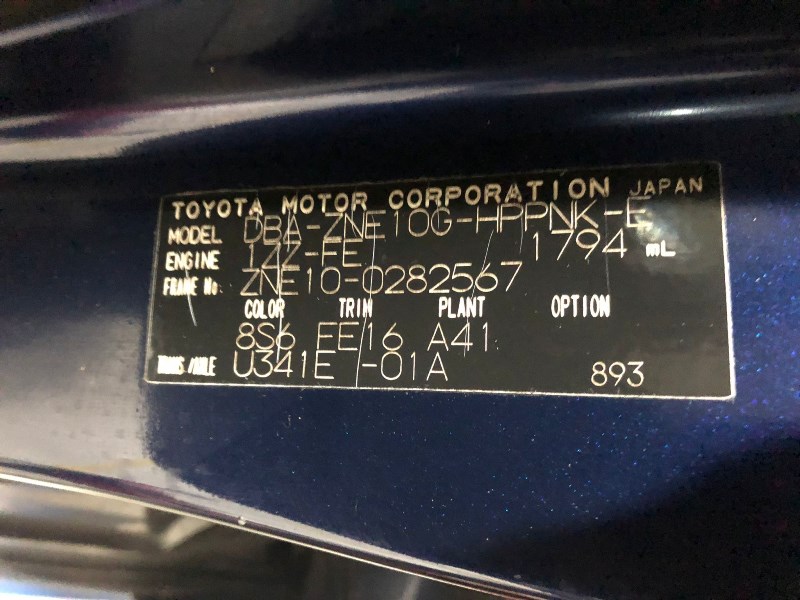 TOYOTA MOTOR CORPORATION JAPAN
MODEL DBA-ZNE10G-HPPNK-E
ENGINE 1ZZ-FE 1794 mL
FRAME No. ZNE10-0282567
COLOR TRIM PLANT OPTION
8S6 EE16 A41
TRANS/AXLE U341E -01A 893